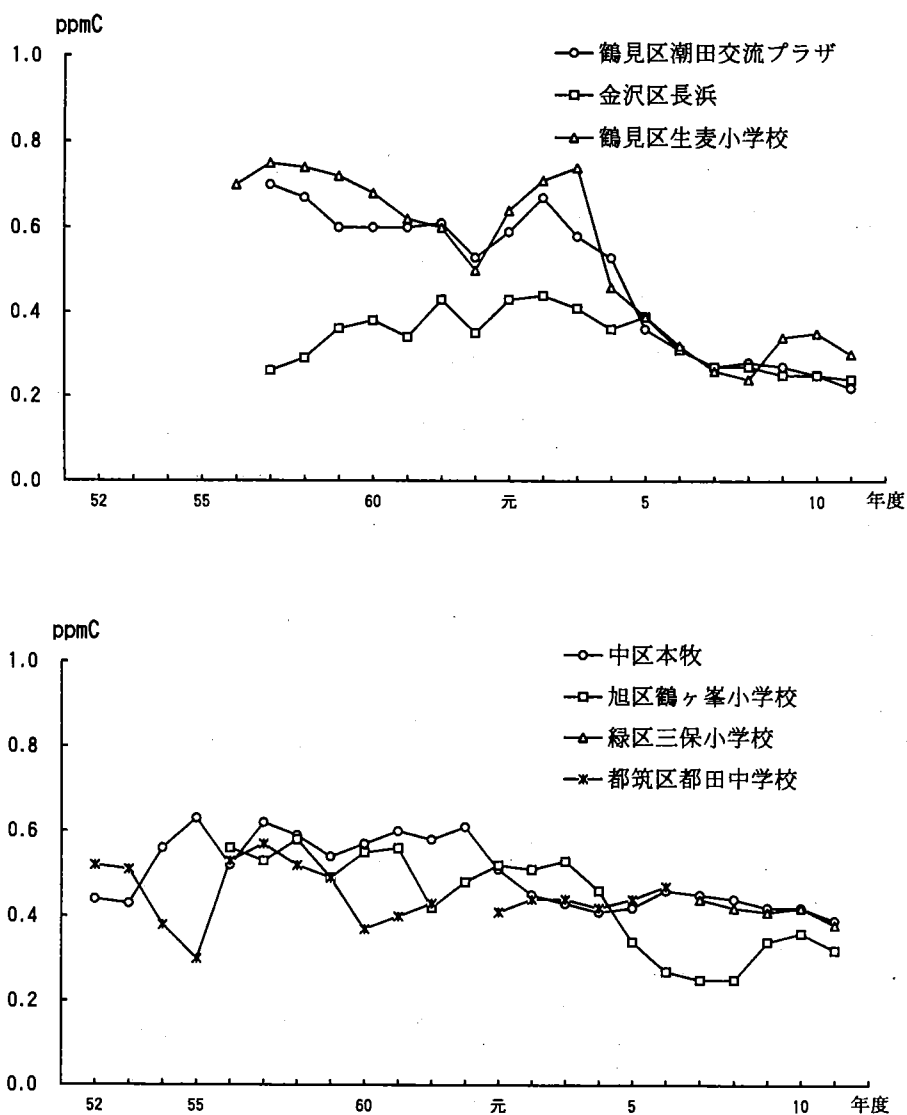 ppmC
1.0
鶴見区潮田交流プラザ
金沢区長浜
鶴見区生麦小学校
0.8
0.6
0.4
0.2
0.0
52 55 60 元 5 10 年度
ppmC
1.0
中区本牧
旭区鶴ヶ峯小学校
緑区三保小学校
都筑区都田中学校
0.8
0.6
0.4
0.2
0.0
52 55 60 元 5 10 年度